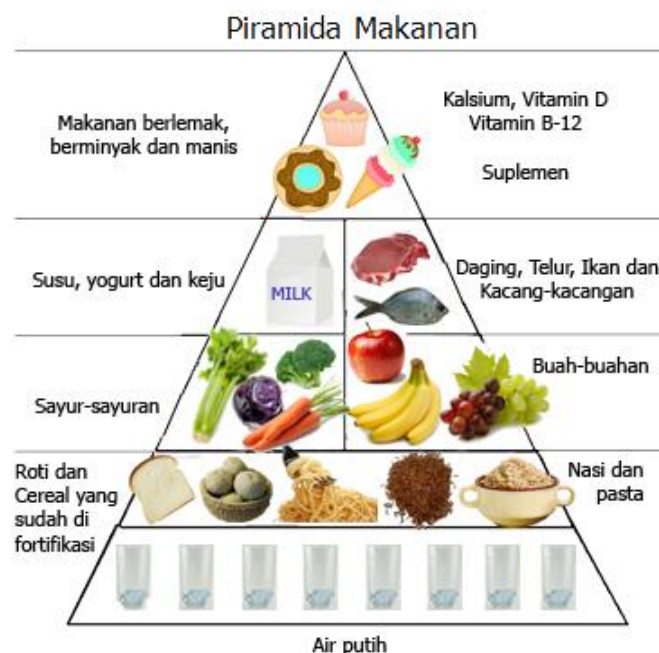 Piramida Makanan
Makanan berlemak,
berminyak dan manis
Kalsium, Vitamin D
Vitamin B-12
Suplemen
Susu, yogurt dan keju
MILK
Daging, Telur, Ikan dan
Kacang-kacangan
Sayur-sayuran
Buah-buahan
Roti dan
Cereal yang
sudah di
fortifikasi
Nasi dan
pasta
Air putih